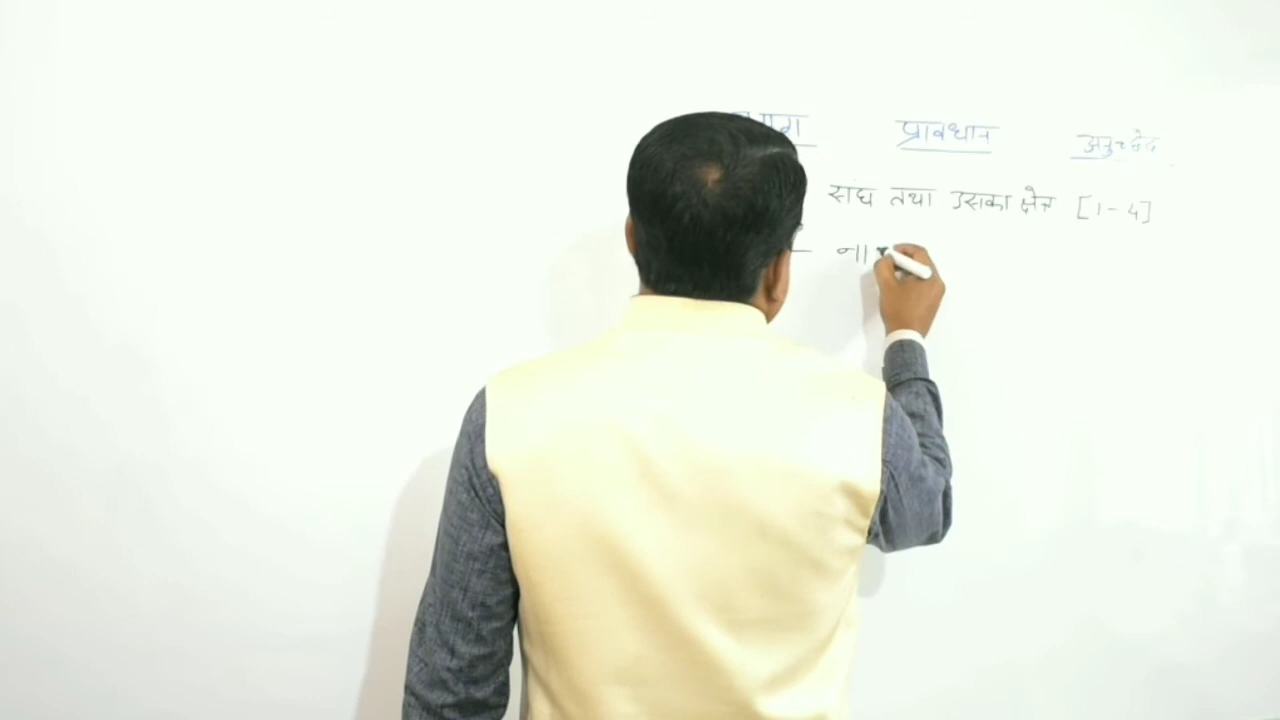 प्रावधान अनुच्छेद
संघ तथा उसका क्षेत्र [1-4]
— ना